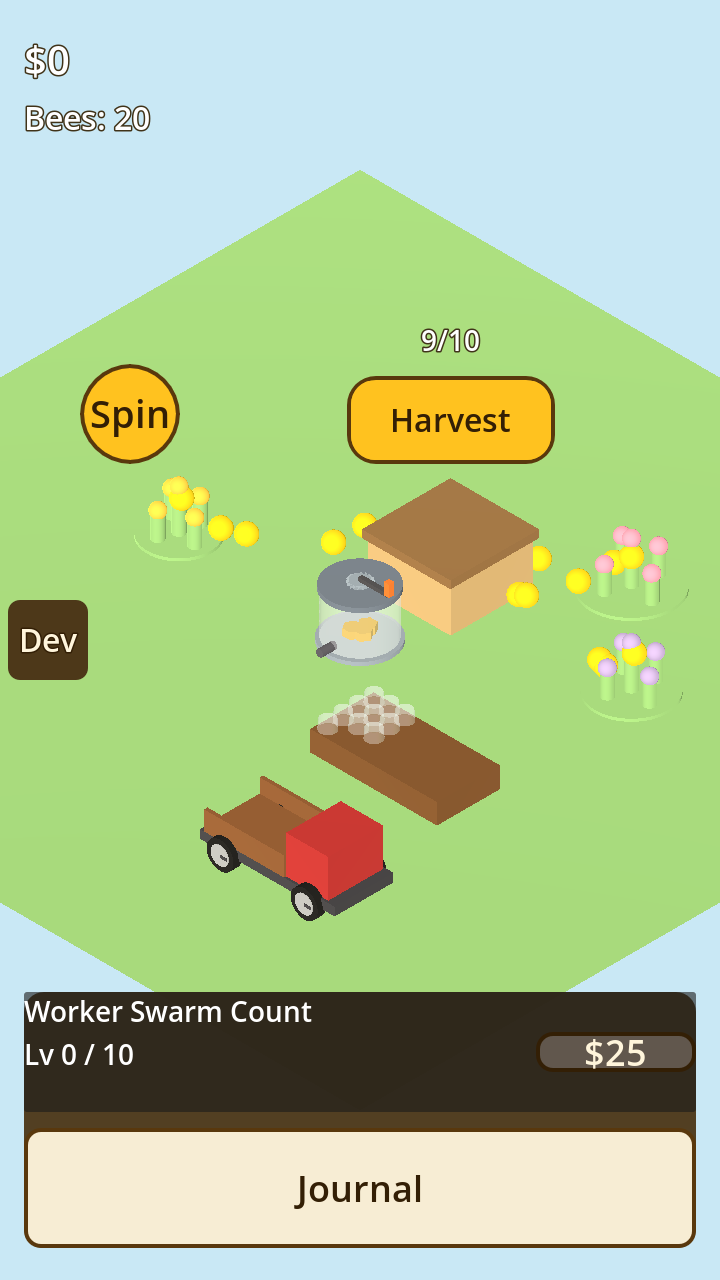 $0
Bees: 20
9/10
Spin
Harvest
Dev
Worker Swarm Count
Lv 0 / 10
$25
Journal